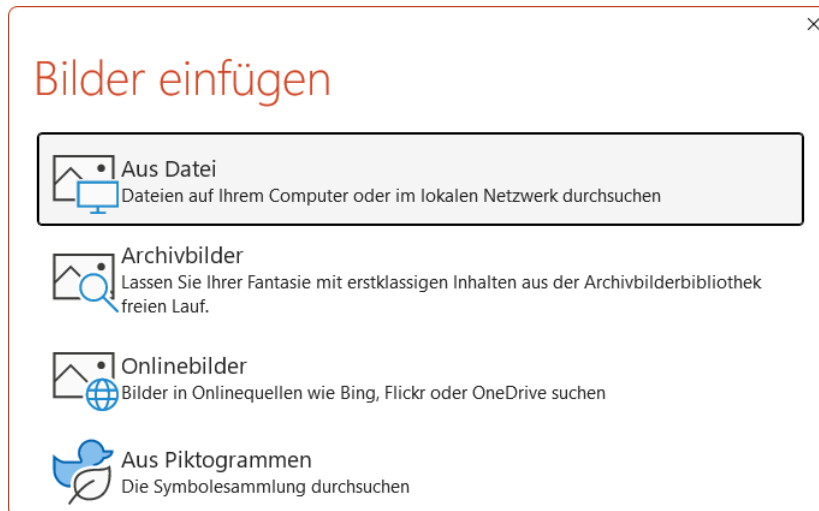 Bilder einfügen
Aus Datei
Dateien auf Ihrem Computer oder im lokalen Netzwerk durchsuchen
Archivbilder
Lassen Sie Ihrer Fantasie mit erstklassigen Inhalten aus der Archivbilderbibliothek
freien Lauf.
Onlinebilder
Bilder in Onlinequellen wie Bing, Flickr oder OneDrive suchen
Aus Piktogrammen
Die Symbolesammlung durchsuchen